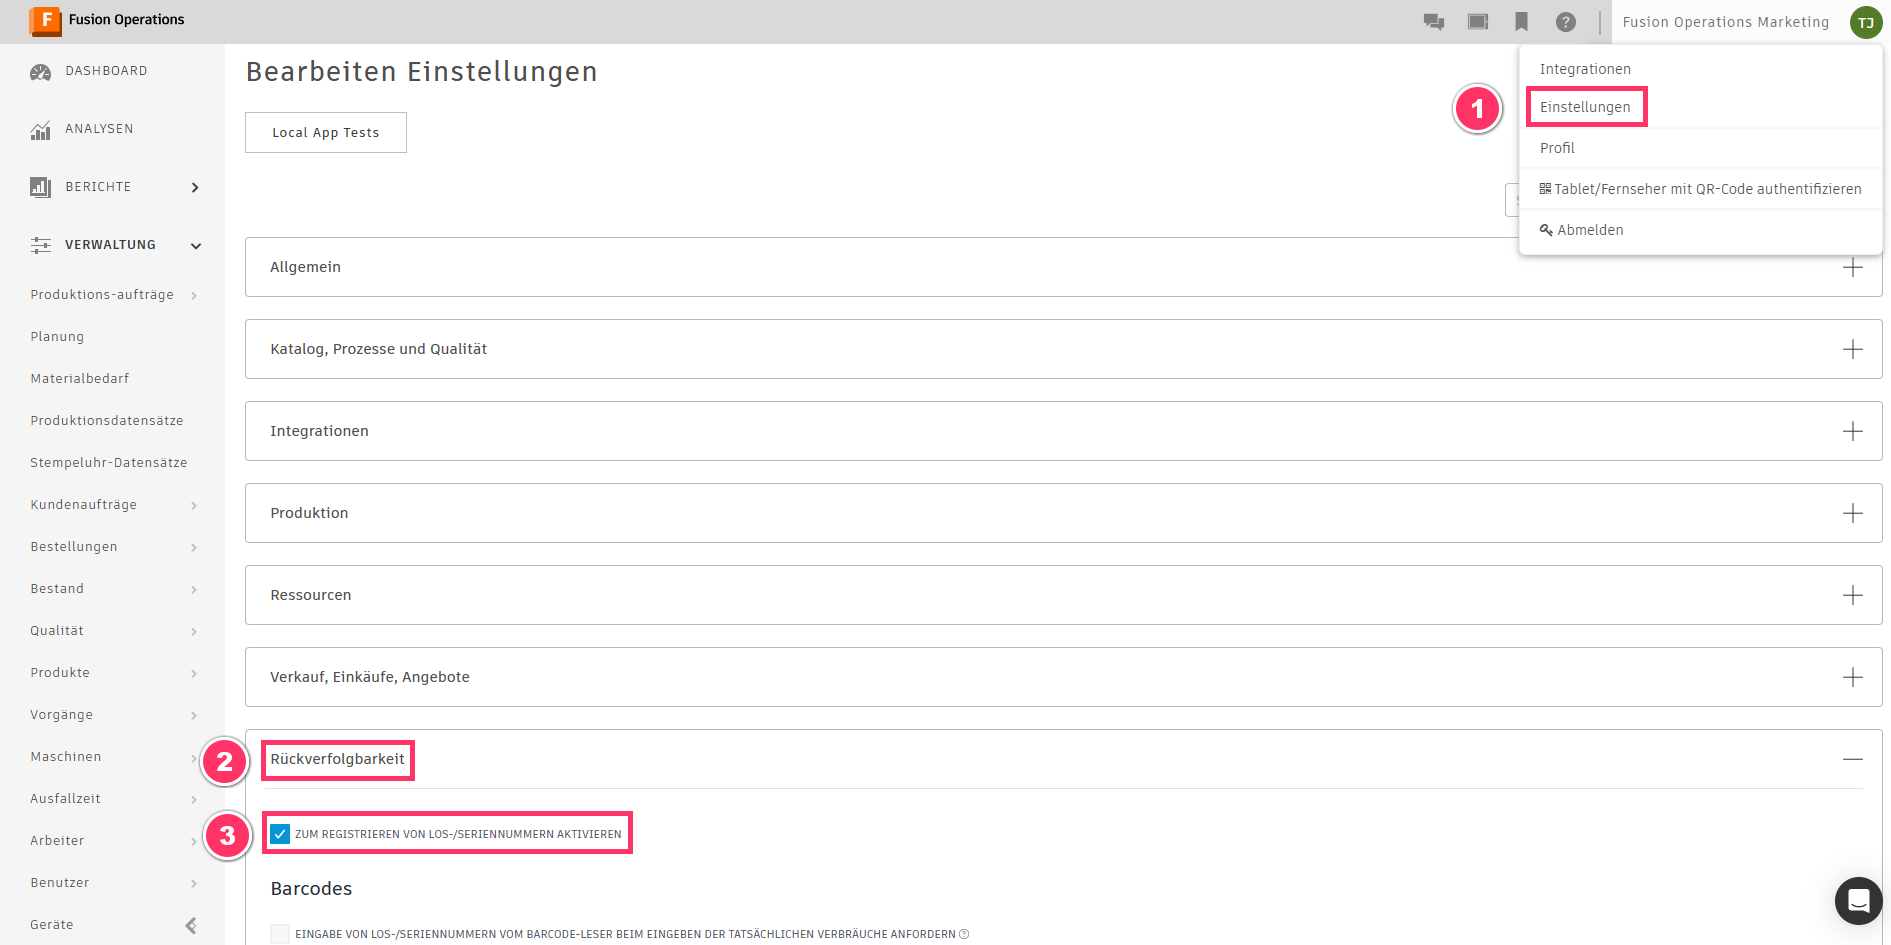 F Fusion Operations
?
Fusion Operations Marketing
TJ
DASHBOARD
ANALYSEN
BERICHTE
VERWALTUNG
Produktions-aufträge
Planung
Materialbedarf
Produktionsdatensätze
Stempeluhr-Datensätze
Kundenaufträge
Bestellungen
Bestand
Qualität
Produkte
Vorgänge
Maschinen
Ausfallzeit
Arbeiter
Benutzer
Geräte
Bearbeiten Einstellungen
Local App Tests
1
Integrationen
Einstellungen
Profil
Tablet/Fernseher mit QR-Code authentifizieren
Abmelden
Allgemein
Katalog, Prozesse und Qualität
Integrationen
Produktion
Ressourcen
Verkauf, Einkäufe, Angebote
2
Rückverfolgbarkeit
3
ZUM REGISTRIEREN VON LOS-/SERIENNUMMERN AKTIVIEREN
Barcodes
EINGABE VON LOS-/SERIENNUMMERN VOM BARCODE-LESER BEIM EINGEBEN DER TATSÄCHLICHEN VERBRÄUCHE ANFORDERN ?